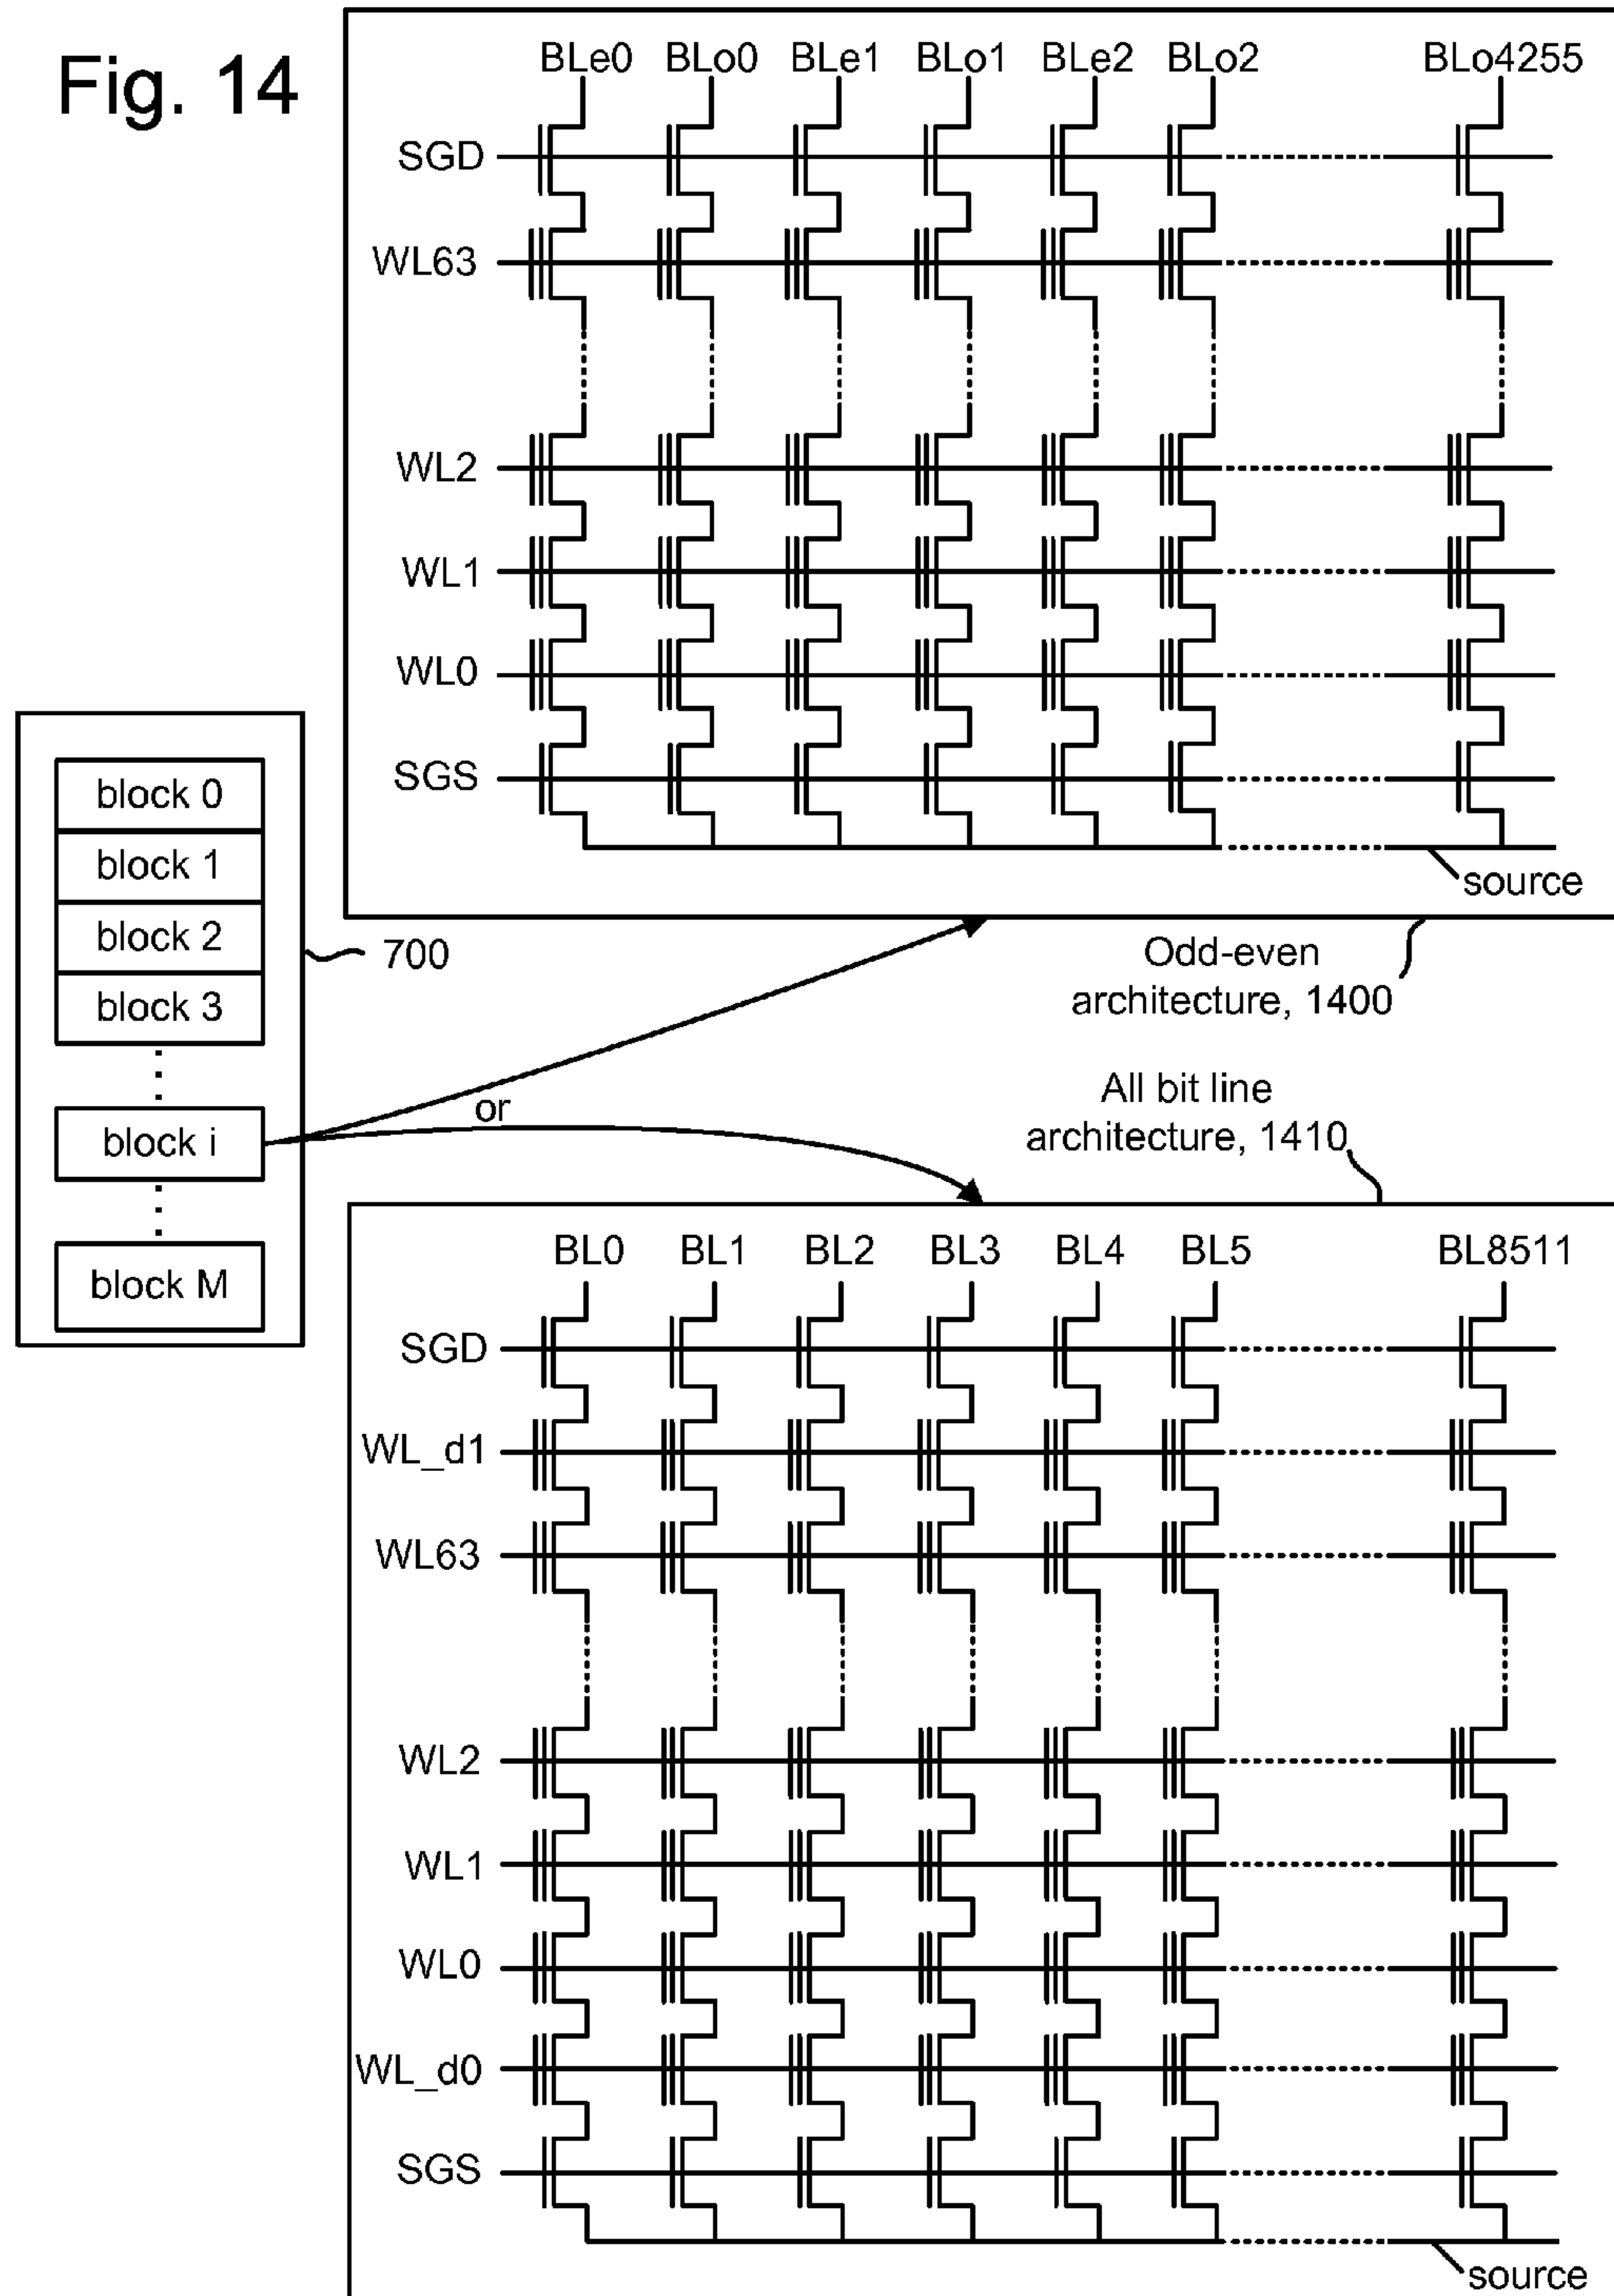 Fig. 14
BLe0 BLo0 BLe1 BLo1 BLe2 BLo2 BLo4255
SGD
WL63
WL2
WL1
WL0
SGS
source
block 0
block 1
block 2
block 3
block i
block M
700
Odd-even
architecture, 1400
or
All bit line
architecture, 1410
BL0 BL1 BL2 BL3 BL4 BL5 BL8511
SGD
WL_d1
WL63
WL2
WL1
WL0
WL_d0
SGS
source